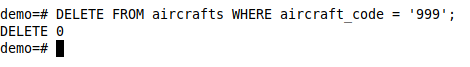 demo=# DELETE FROM aircrafts WHERE aircraft_code = '999';
DELETE 0
demo=#